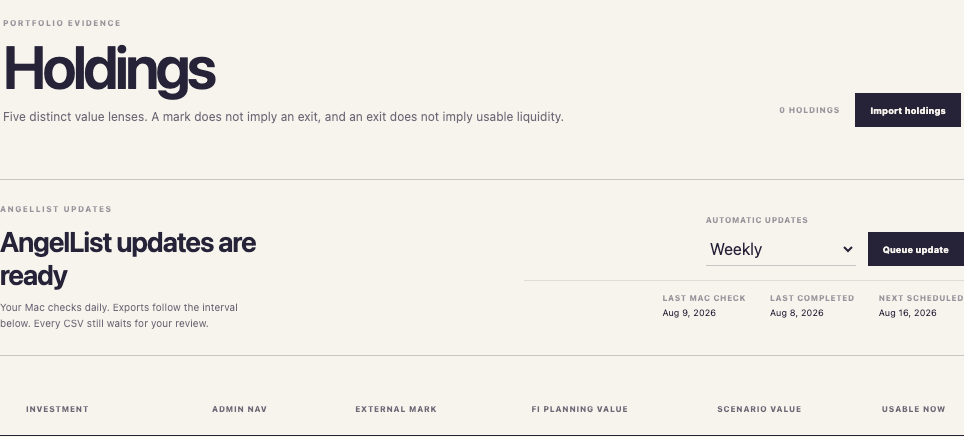 PORTFOLIO EVIDENCE
Holdings
Five distinct value lenses. A mark does not imply an exit, and an exit does not imply usable liquidity.
0 HOLDINGS
Import holdings
ANGELLIST UPDATES
AngelList updates are
ready
Your Mac checks daily. Exports follow the interval
below. Every CSV still waits for your review.
AUTOMATIC UPDATES
Weekly
Queue update
LAST MAC CHECK
Aug 9, 2026
LAST COMPLETED
Aug 8, 2026
NEXT SCHEDULED
Aug 16, 2026
INVESTMENT
ADMIN NAV
EXTERNAL MARK
FI PLANNING VALUE
SCENARIO VALUE
USABLE NOW